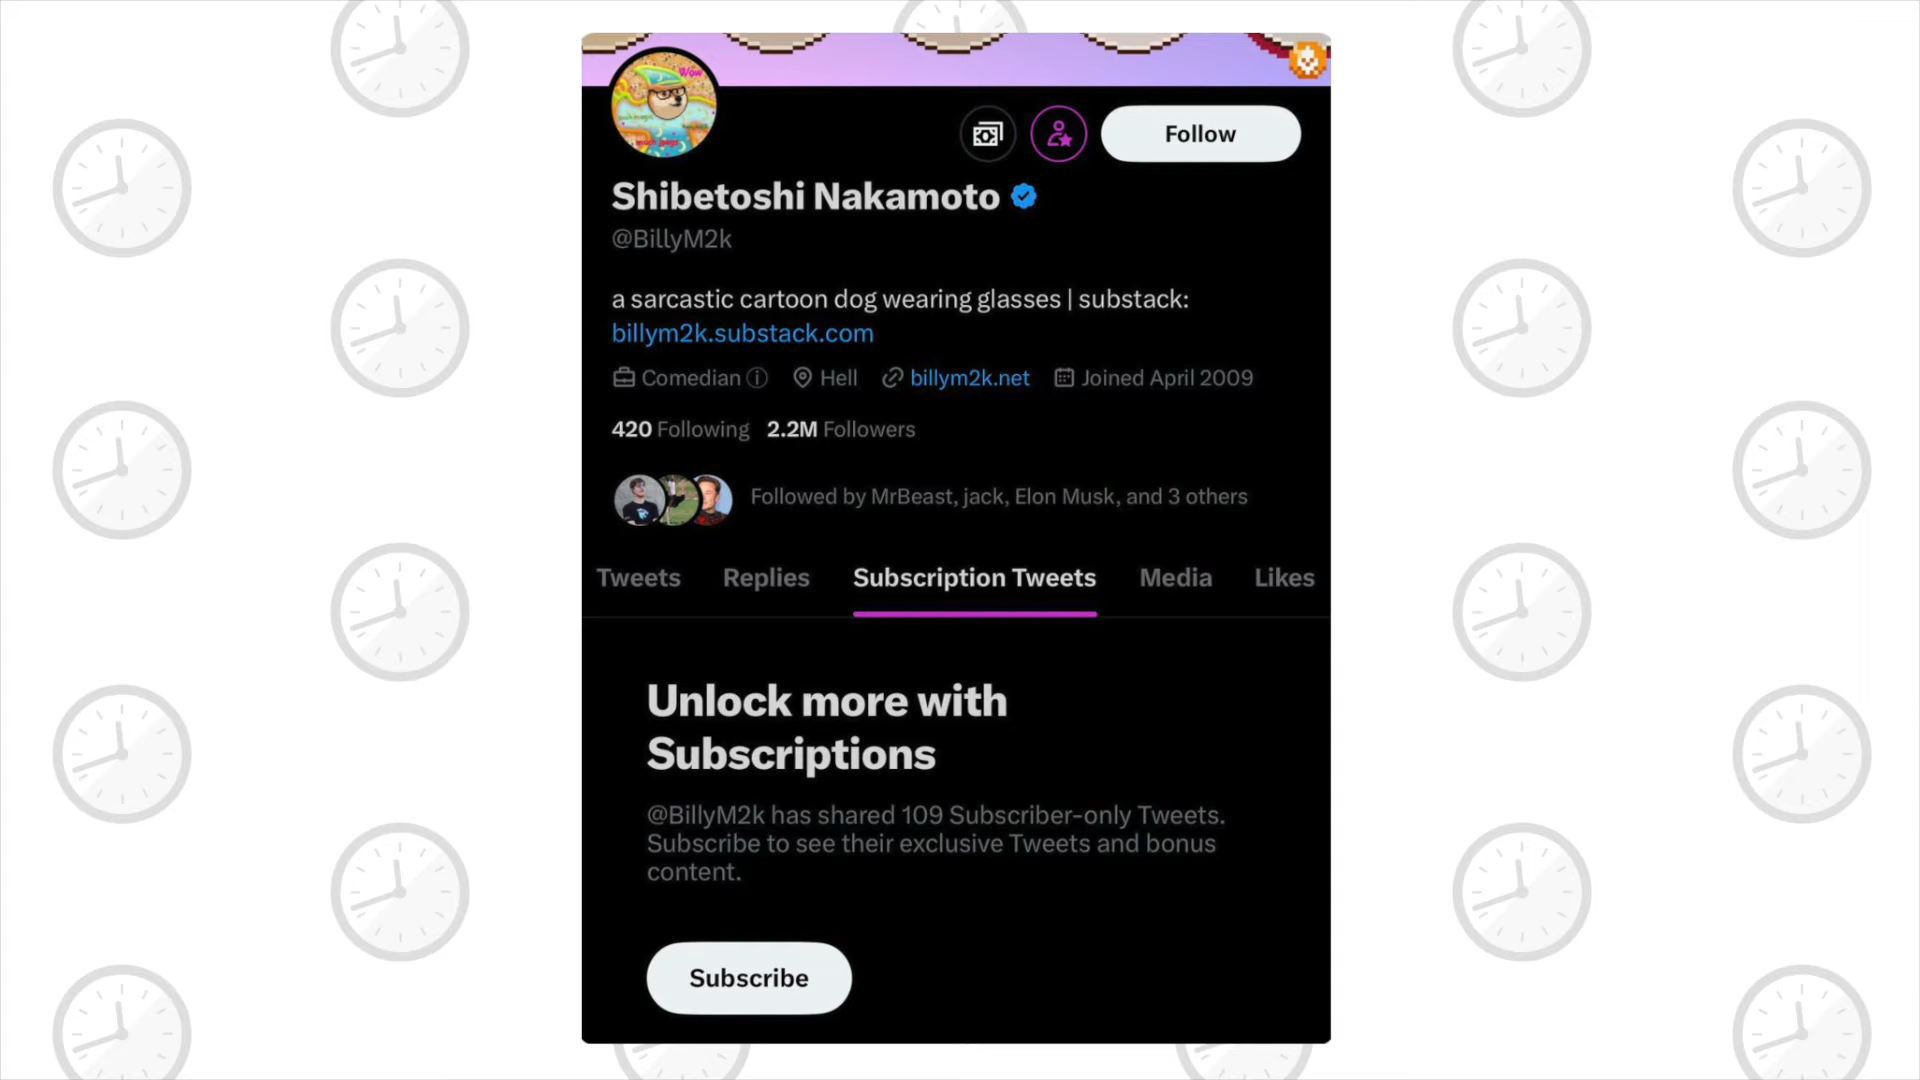 Wow
Follow
Shibetoshi Nakamoto
@BillyM2k
a sarcastic cartoon dog wearing glasses | substack:
billym2k.substack.com
Comedian Hell billym2k.net Joined April 2009
420 Following 2.2M Followers
Followed by MrBeast, jack, Elon Musk, and 3 others
Tweets Replies Subscription Tweets Media Likes
Unlock more with
Subscriptions
@BillyM2k has shared 109 Subscriber-only Tweets.
Subscribe to see their exclusive Tweets and bonus
content.
Subscribe